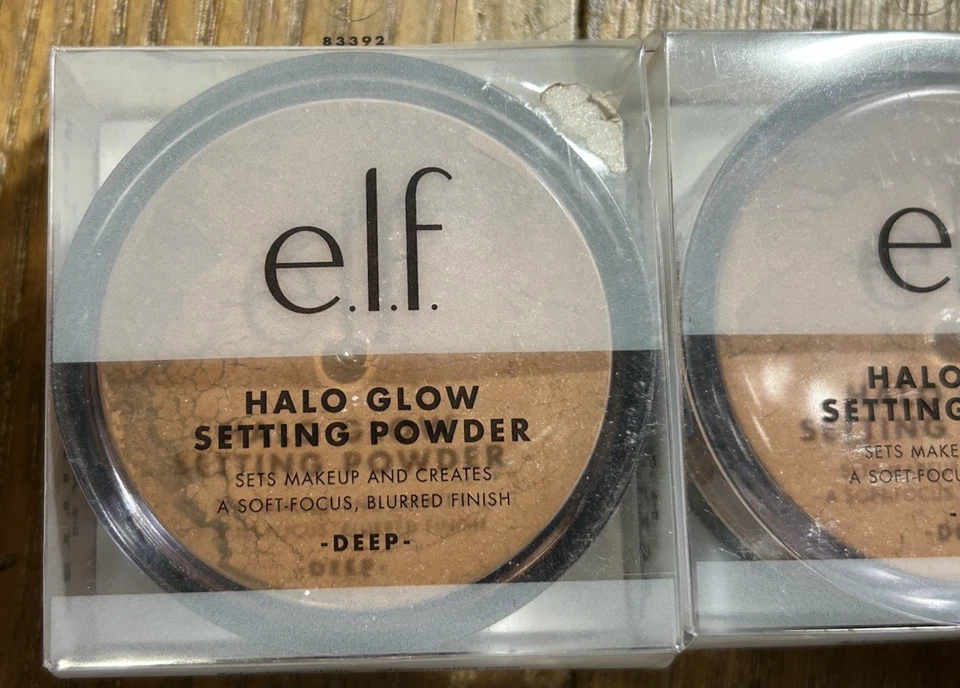 83392
e.l.f.
HALO GLOW
SETTING POWDER
SETS MAKEUP AND CREATES
A SOFT-FOCUS, BLURRED FINISH
-DEEP-
e
HALO
SETTING
SETS MAKE
A SOFT-FOCU